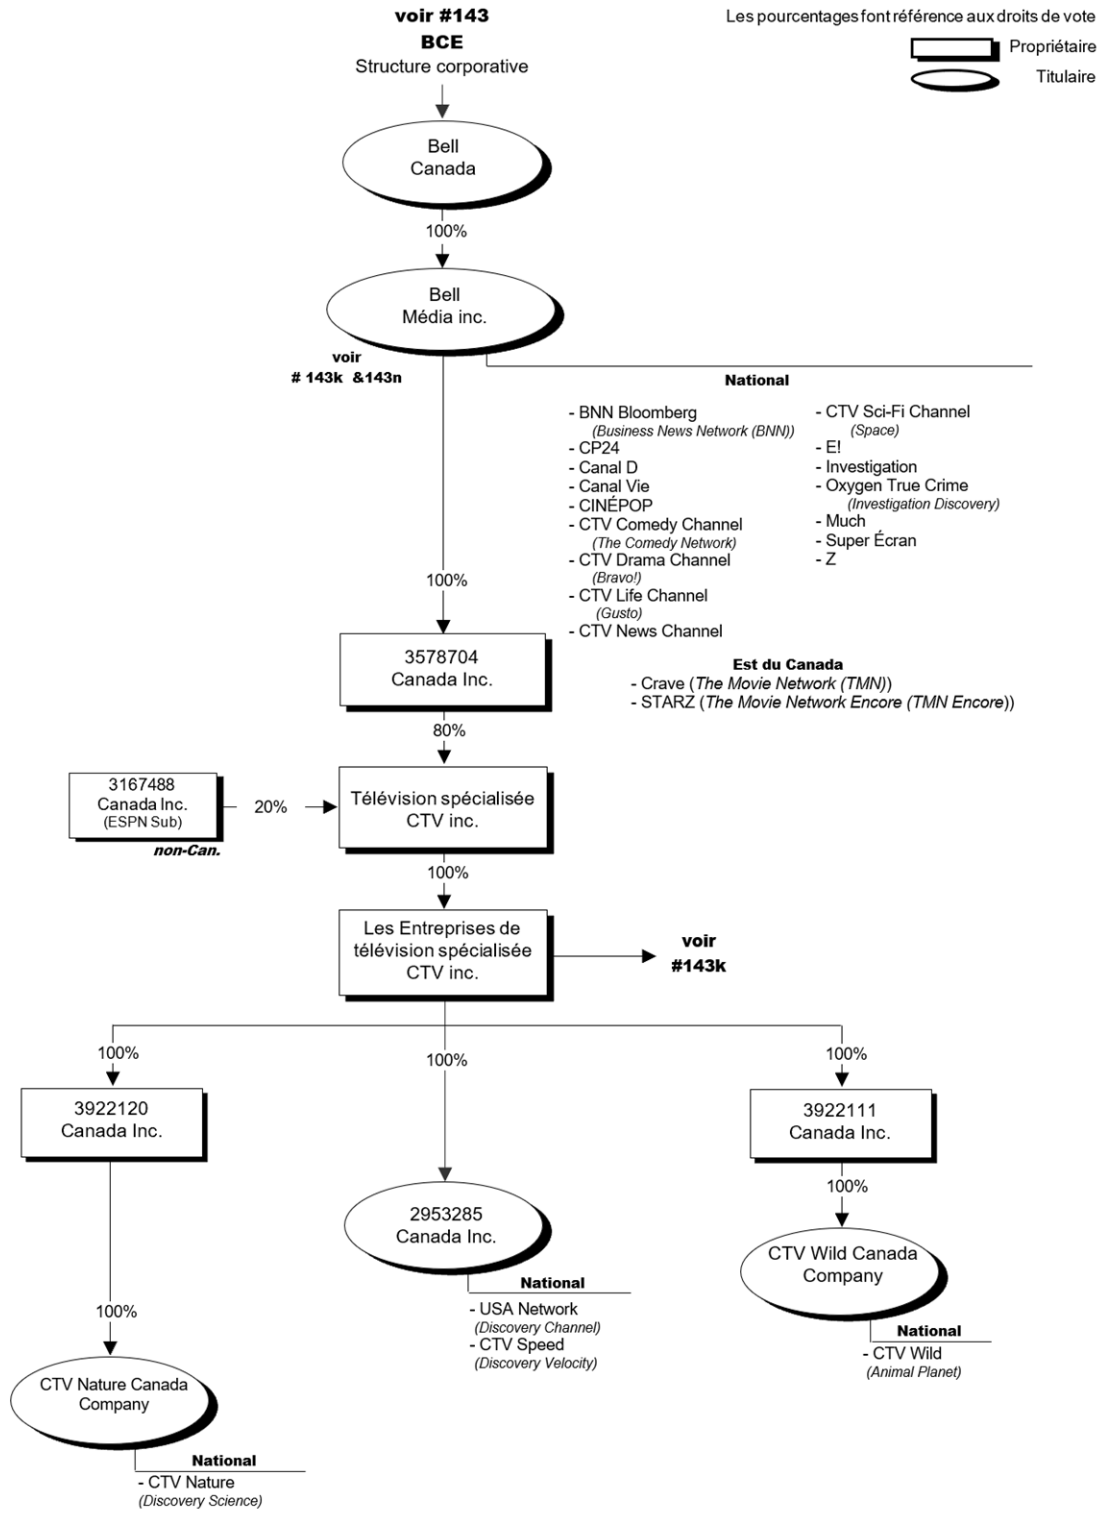 voir #143
BCE
Structure corporative
Les pourcentages font référence aux droits de vote
Propriétaire
Titulaire
Bell
Canada
100%
Bell
Média inc.
voir
# 143k &143n
National
- BNN Bloomberg
(Business News Network (BNN))
- CP24
- Canal D
- Canal Vie
- CINÉPOP
- CTV Comedy Channel
(The Comedy Network)
- CTV Drama Channel
(Bravo!)
- CTV Life Channel
(Gusto)
- CTV News Channel
- CTV Sci-Fi Channel
(Space)
- E!
- Investigation
- Oxygen True Crime
(Investigation Discovery)
- Much
- Super Écran
- Z
Est du Canada
- Crave (The Movie Network (TMN))
- STARZ (The Movie Network Encore (TMN Encore))
100%
3578704
Canada Inc.
80%
3167488
Canada Inc.
(ESPN Sub)
non-Can.
20%
Télévision spécialisée
CTV inc.
100%
Les Entreprises de
télévision spécialisée
CTV inc.
voir
#143k
100%
100%
100%
3922120
Canada Inc.
3922111
Canada Inc.
100%
2953285
Canada Inc.
National
- USA Network
(Discovery Channel)
- CTV Speed
(Discovery Velocity)
CTV Wild Canada
Company
National
- CTV Wild
(Animal Planet)
100%
CTV Nature Canada
Company
National
- CTV Nature
(Discovery Science)